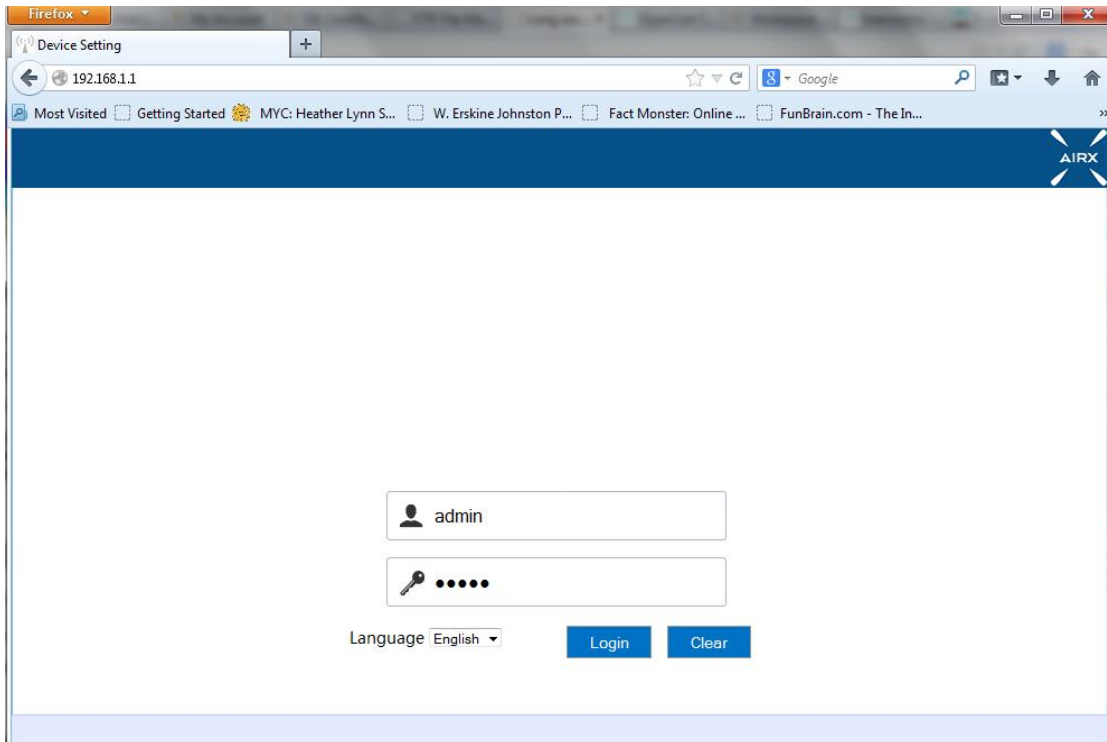 Firefox
Device Setting
192.168.1.1
Google
Most Visited Getting Started MYC: Heather Lynn S... W. Erskine Johnston P... Fact Monster: Online ... FunBrain.com - The In...
AIRX
admin
•••••
Language English Login Clear